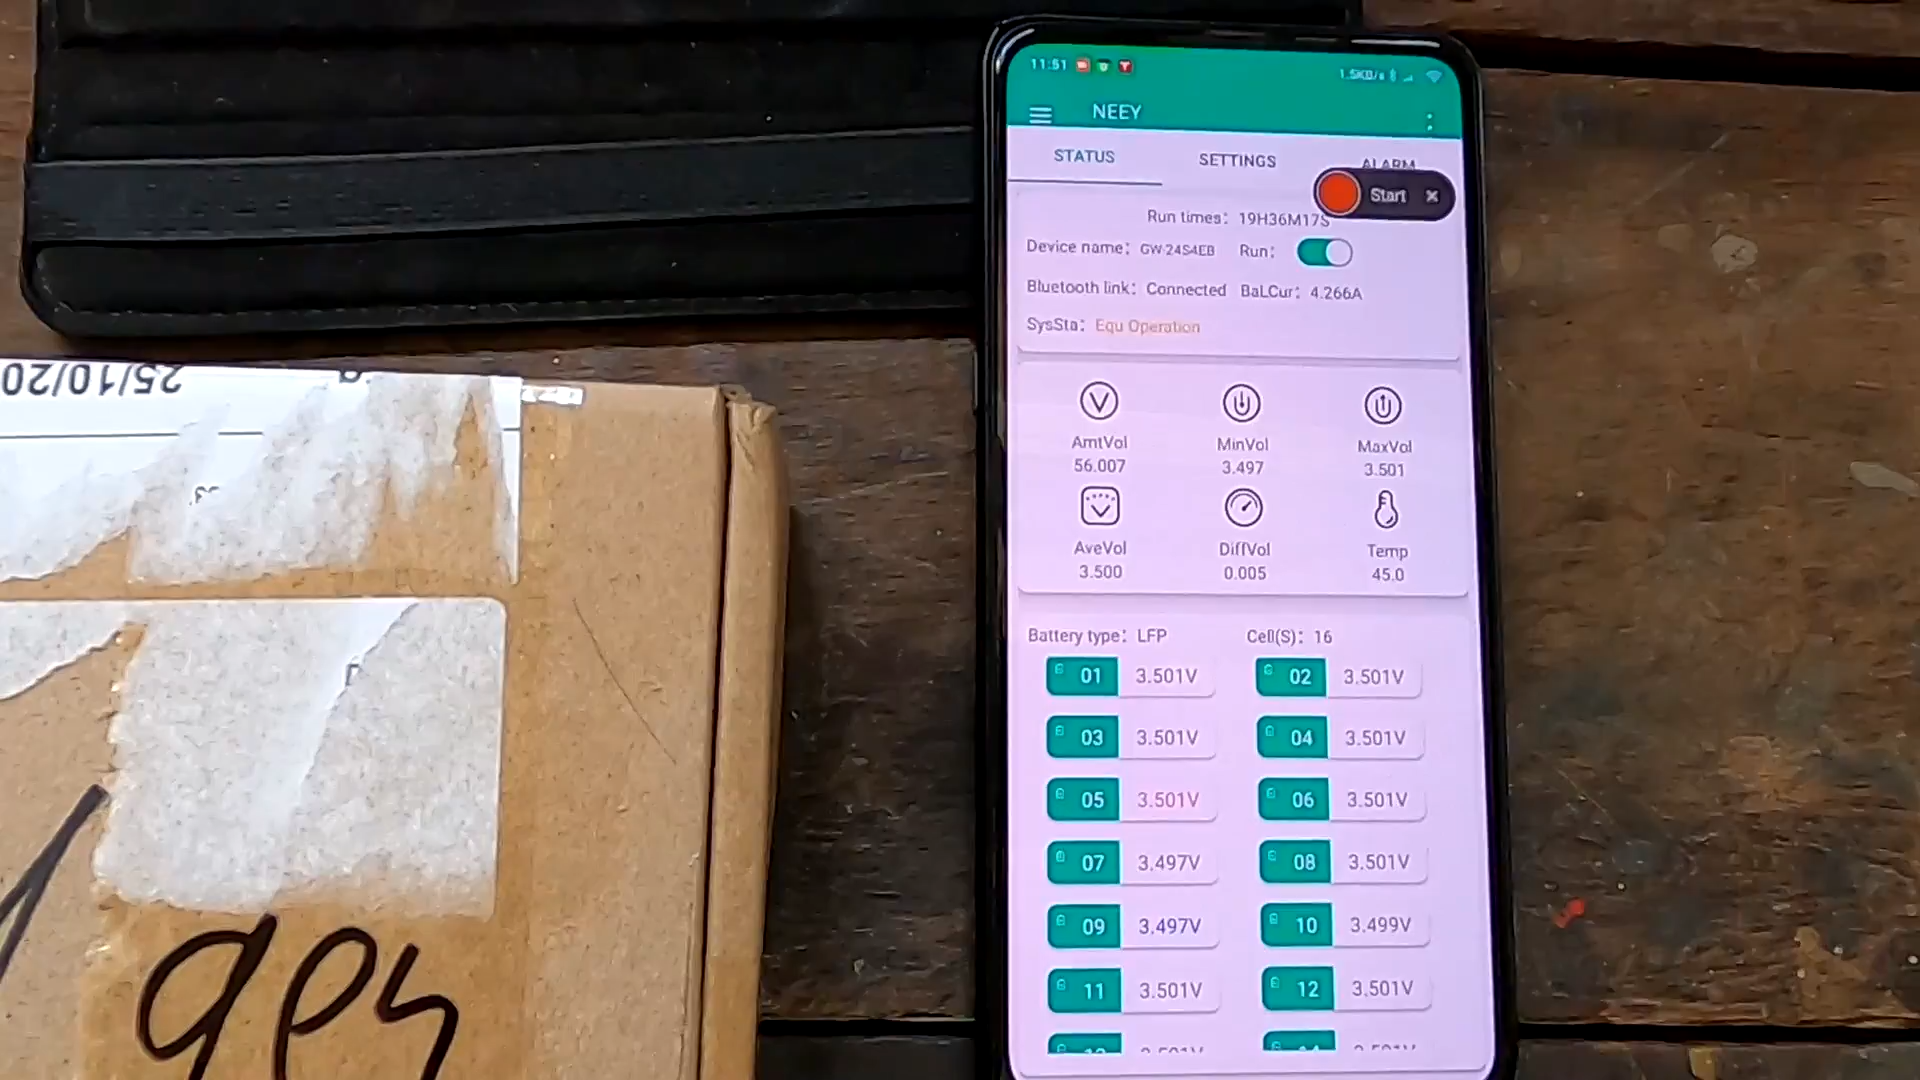 11:51
1.5KB/s
NEEY
STATUS SETTINGS ALARM
Start
Run times: 19H36M17S
Device name: GW-24S4EB Run:
Bluetooth link: Connected BaLCur: 4.266A
SysSta: Equ Operation
AmtVol MinVol MaxVol
56.007 3.497 3.501
AveVol DiffVol Temp
3.500 0.005 45.0
Battery type: LFP Cell(S): 16
01 3.501V 02 3.501V
03 3.501V 04 3.501V
05 3.501V 06 3.501V
07 3.497V 08 3.501V
09 3.497V 10 3.499V
11 3.501V 12 3.501V
25/10/20